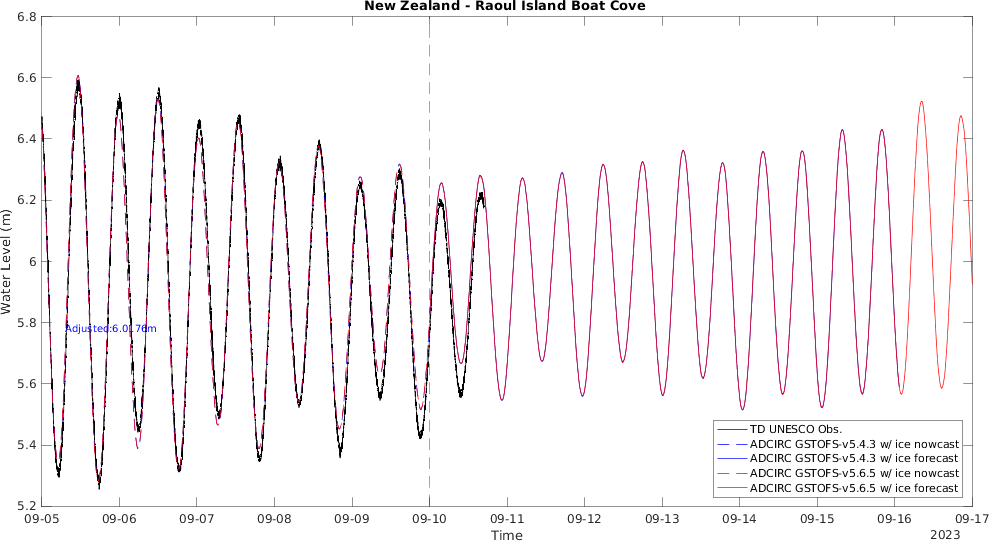 New Zealand - Raoul Island Boat Cove
Water Level (m)
6.8
6.6
6.4
6.2
6
5.8
5.6
5.4
5.2
Adjusted:6.0176m
TD UNESCO Obs.
ADCIRC GSTOFS-v5.4.3 w/ ice nowcast
ADCIRC GSTOFS-v5.4.3 w/ ice forecast
ADCIRC GSTOFS-v5.6.5 w/ ice nowcast
ADCIRC GSTOFS-v5.6.5 w/ ice forecast
09-05 09-06 09-07 09-08 09-09 09-10 09-11 09-12 09-13 09-14 09-15 09-16 09-17
Time
2023